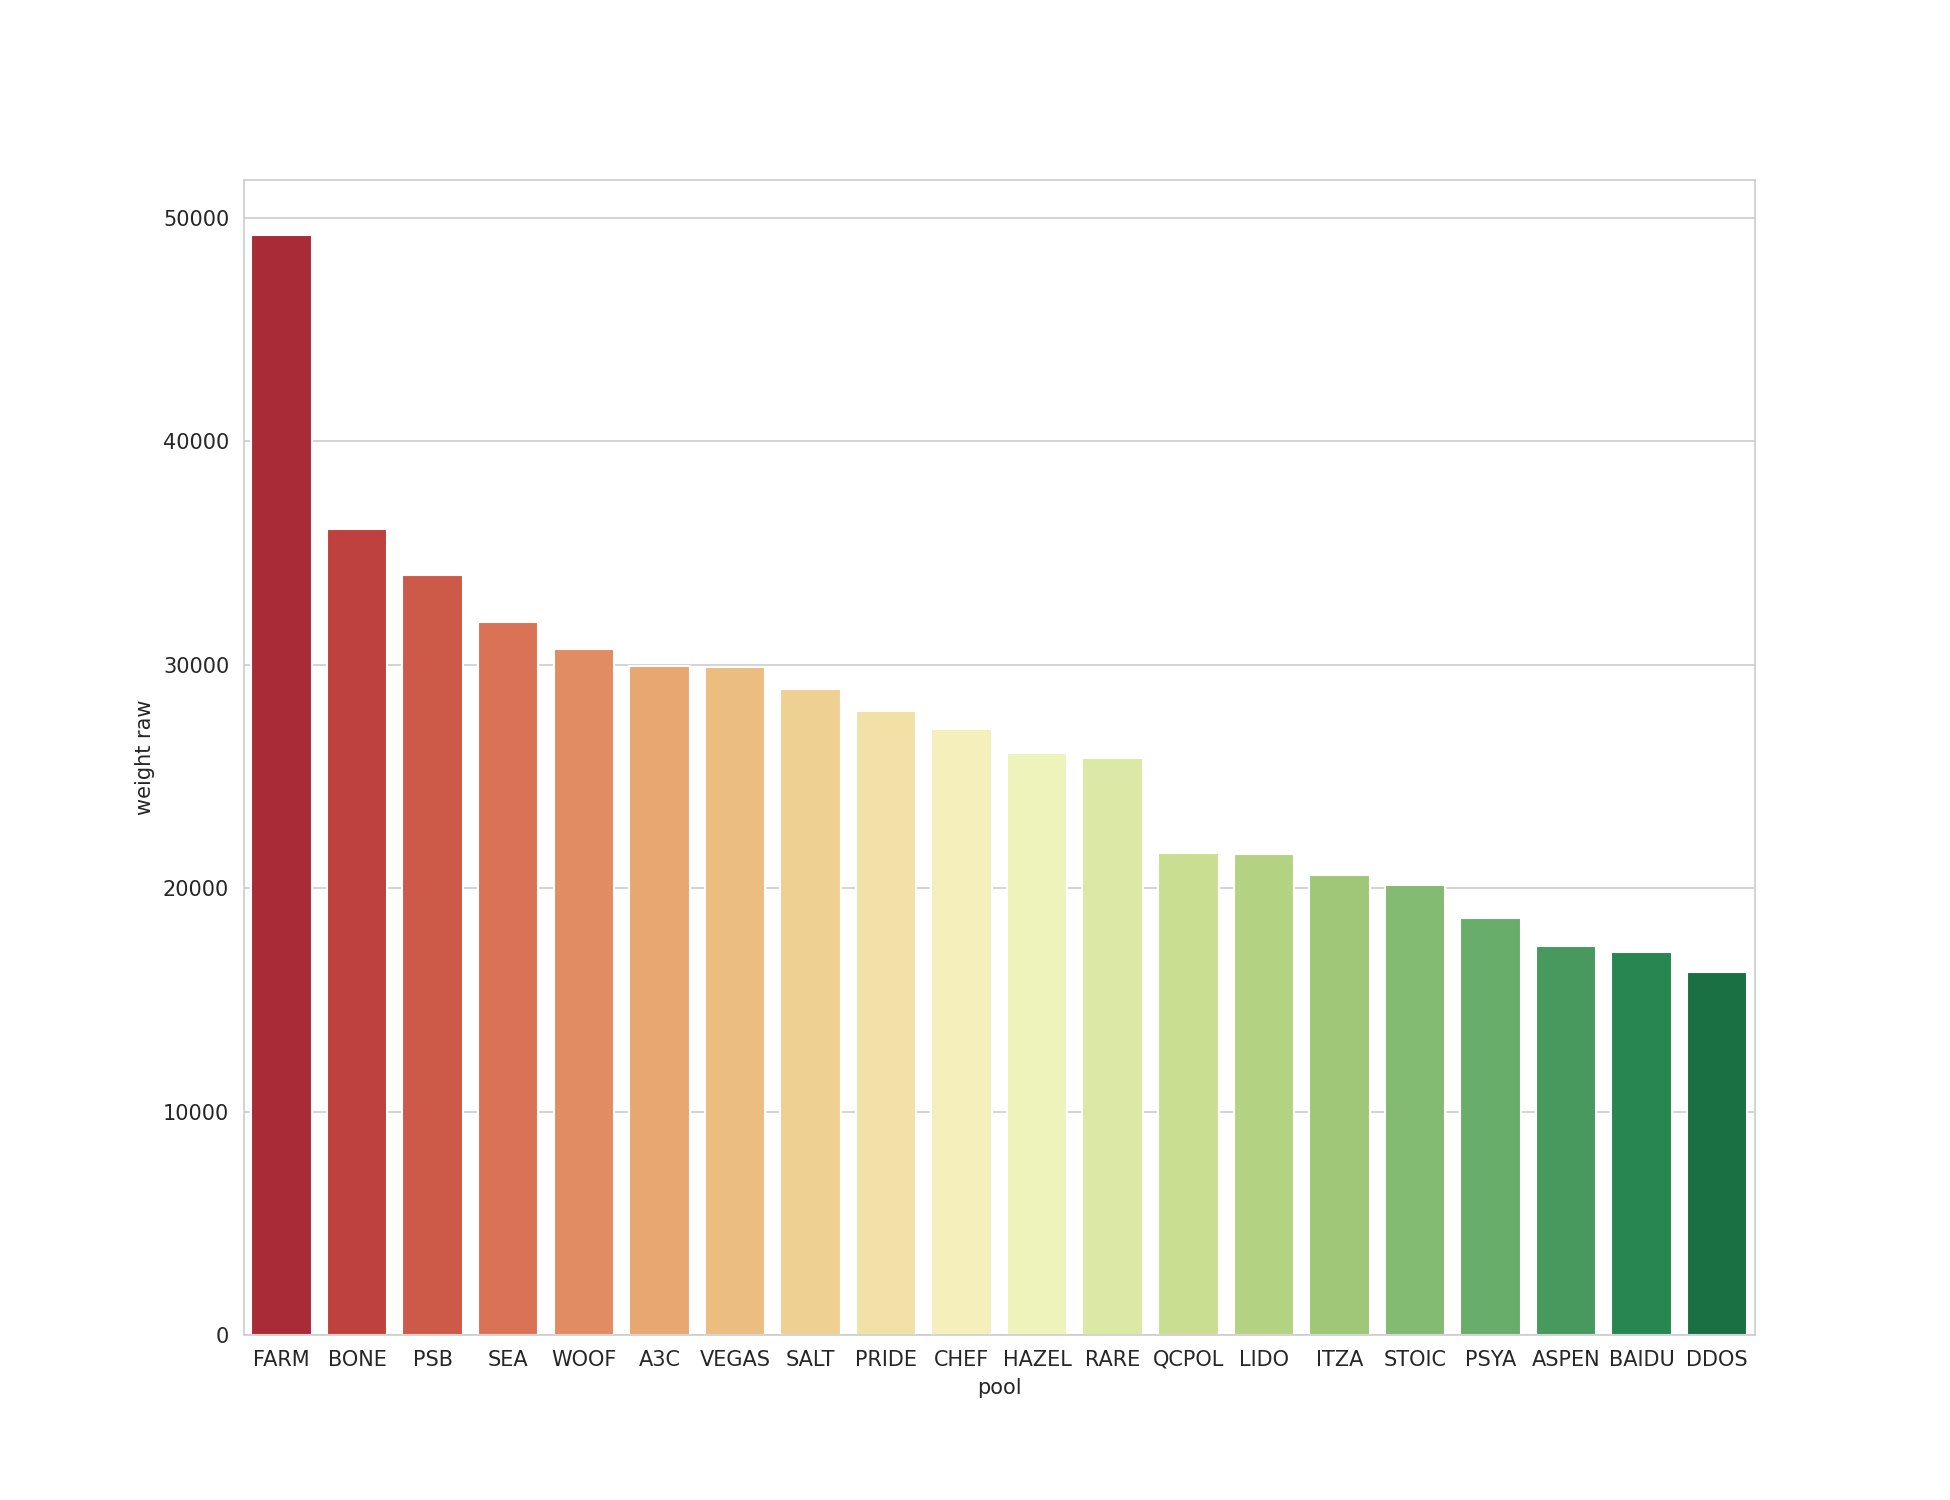 50000
40000
30000
20000
10000
0
weight raw
FARM BONE PSB SEA WOOF A3C VEGAS SALT PRIDE CHEF HAZEL RARE QCPOL LIDO ITZA STOIC PSYA ASPEN BAIDU DDOS
pool